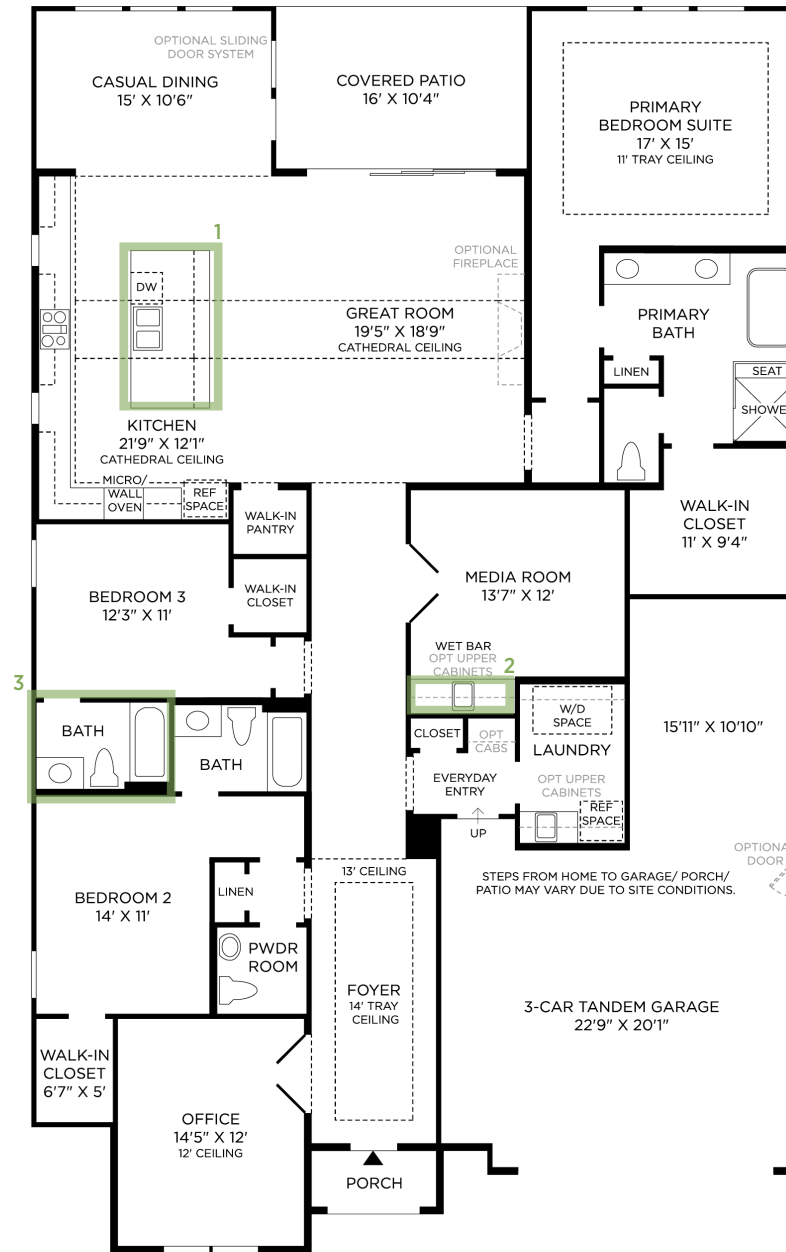 OPTIONAL SLIDING
DOOR SYSTEM
CASUAL DINING
15' X 10'6"
COVERED PATIO
16' X 10'4"
PRIMARY
BEDROOM SUITE
17' X 15'
11' TRAY CEILING
1
OPTIONAL
FIREPLACE
DW
GREAT ROOM
19'5" X 18'9"
CATHEDRAL CEILING
PRIMARY
BATH
LINEN
SEAT
SHOWE
KITCHEN
21'9" X 12'1"
CATHEDRAL CEILING
MICRO/
WALL
OVEN
REF
SPACE
WALK-IN
PANTRY
WALK-IN
CLOSET
11' X 9'4"
MEDIA ROOM
13'7" X 12'
BEDROOM 3
12'3" X 11'
WALK-IN
CLOSET
WET BAR
OPT UPPER
CABINETS
2
3
BATH
BATH
W/D
SPACE
LAUNDRY
OPT UPPER
CABINETS
REF
SPACE
15'11" X 10'10"
CLOSET
OPT
CABS
EVERYDAY
ENTRY
UP
OPTIONA
DOOR
13' CEILING
STEPS FROM HOME TO GARAGE/ PORCH/
PATIO MAY VARY DUE TO SITE CONDITIONS.
BEDROOM 2
14' X 11'
LINEN
PWDR
ROOM
FOYER
14' TRAY
CEILING
3-CAR TANDEM GARAGE
22'9" X 20'1"
WALK-IN
CLOSET
6'7" X 5'
OFFICE
14'5" X 12'
12' CEILING
PORCH